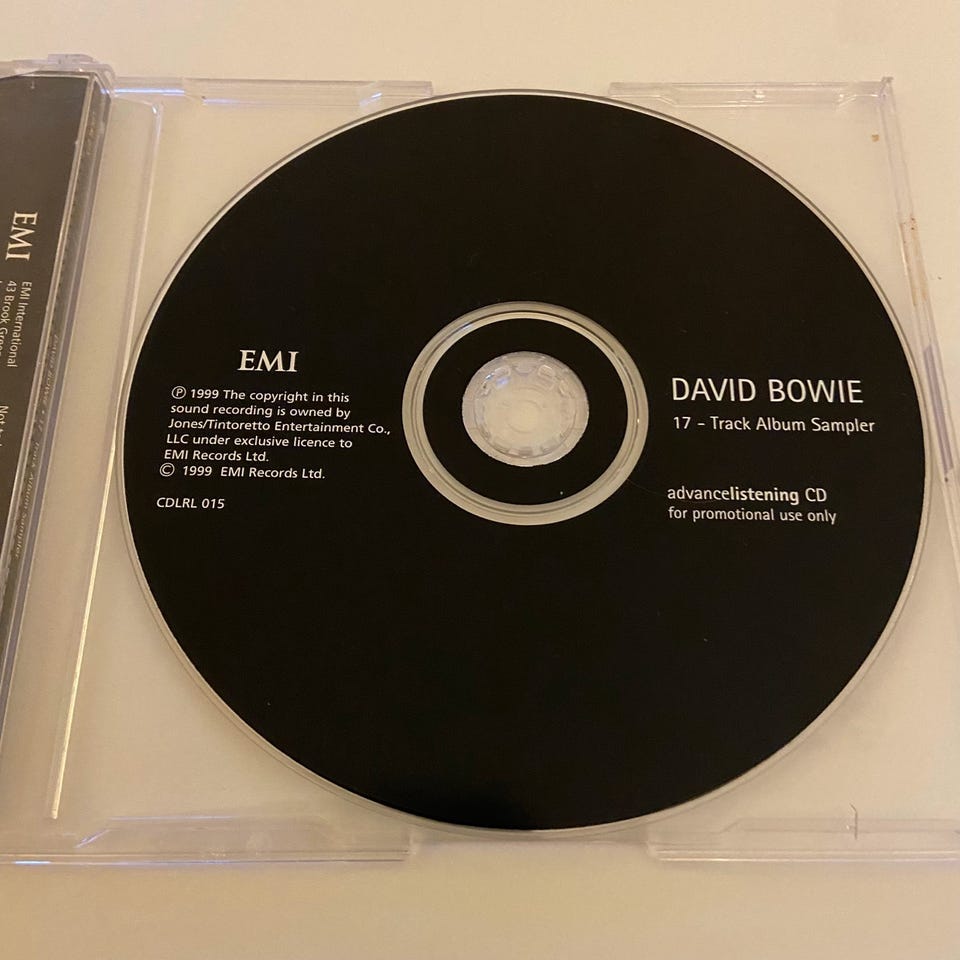 EMI
EMI International
43 Brook
EMI
℗ 1999 The copyright in this
sound recording is owned by
Jones/Tintoretto Entertainment Co.,
LLC under exclusive licence to
EMI Records Ltd.
© 1999 EMI Records Ltd.
CDLRL 015
DAVID BOWIE
17 - Track Album Sampler
advancelistening CD
for promotional use only